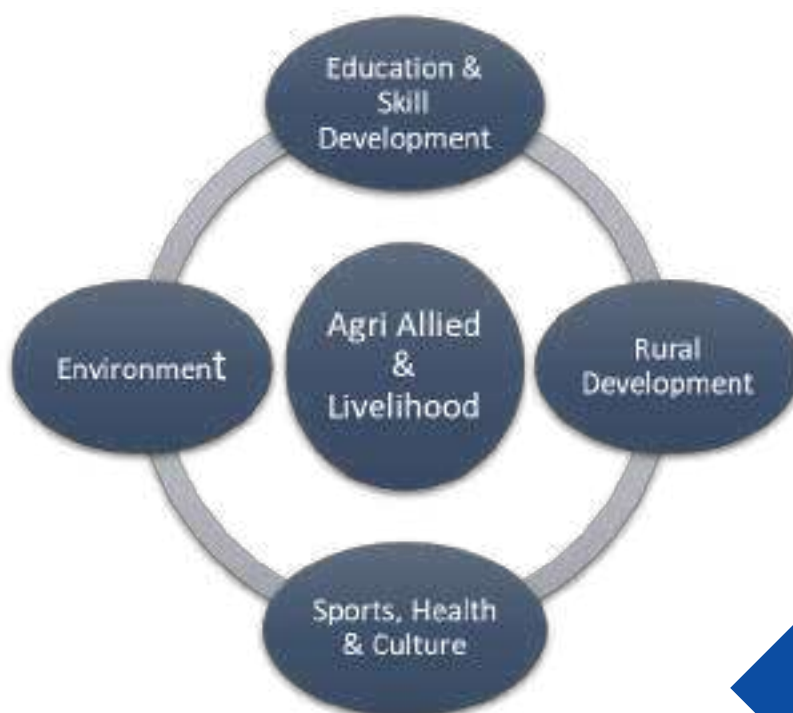 Education &
Skill
Development
Environment
Agri Allied
&
Livelihood
Rural
Development
Sports, Health
& Culture